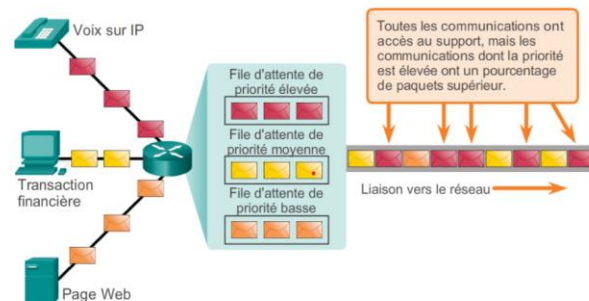 Voix sur IP
Transaction
financière
Page Web
File d'attente de
priorité élevée
File d'attente de
priorité moyenne
File d'attente de
priorité basse
Toutes les communications ont
accès au support, mais les
communications dont la priorité
est élevée ont un pourcentage
de paquets supérieur.
Liaison vers le réseau